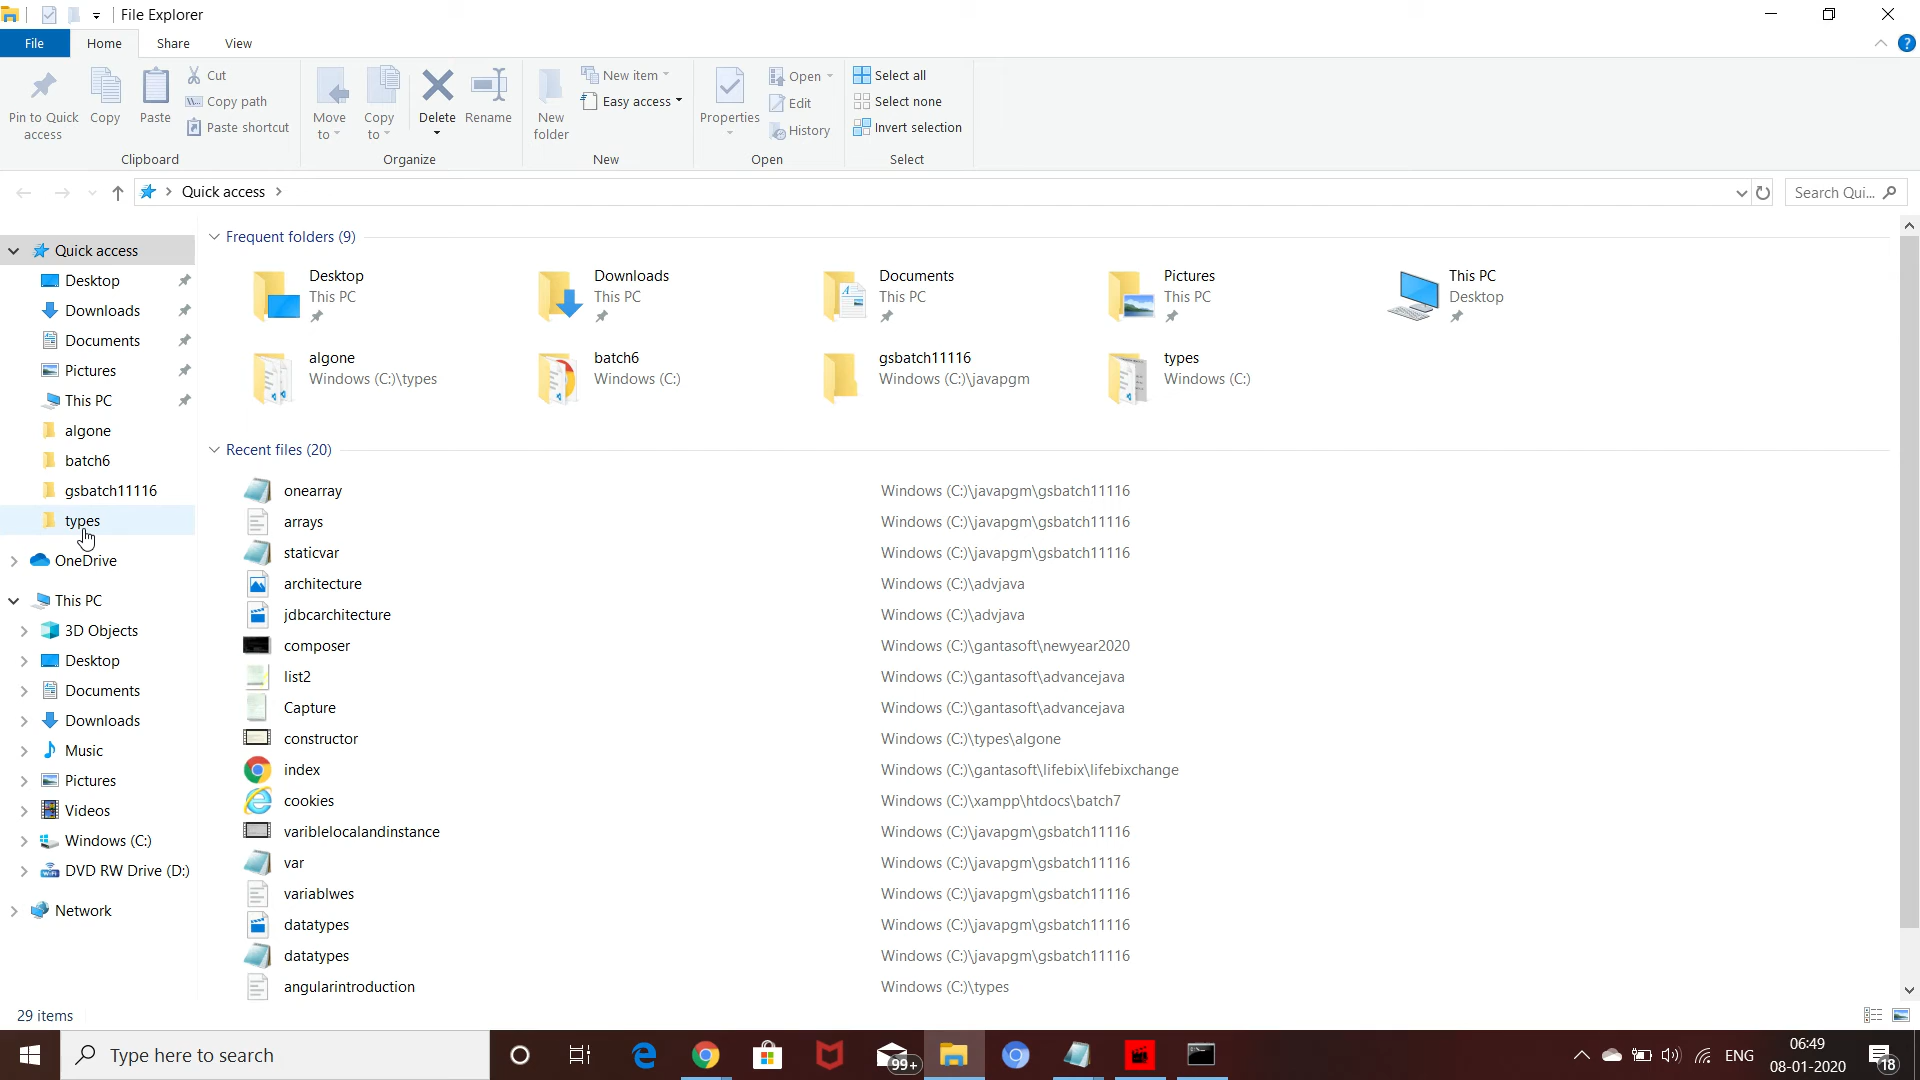 File Explorer
File Home Share View
Pin to Quick access
Copy
Paste
Cut
Copy path
Paste shortcut
Clipboard
Move to
Copy to
Delete
Rename
Organize
New folder
New item
Easy access
New
Properties
Open
Edit
History
Open
Select all
Select none
Invert selection
Select
Quick access
Search Qui...
Quick access
Desktop
Downloads
Documents
Pictures
This PC
algone
batch6
gsbatch11116
types
OneDrive
This PC
3D Objects
Desktop
Documents
Downloads
Music
Pictures
Videos
Windows (C:)
DVD RW Drive (D:)
Network
Frequent folders (9)
Desktop
This PC
Downloads
This PC
Documents
This PC
Pictures
This PC
This PC
Desktop
algone
Windows (C:)\types
batch6
Windows (C:)
gsbatch11116
Windows (C:)\javapgm
types
Windows (C:)
Recent files (20)
onearray Windows (C:)\javapgm\gsbatch11116
arrays Windows (C:)\javapgm\gsbatch11116
staticvar Windows (C:)\javapgm\gsbatch11116
architecture Windows (C:)\advjava
jdbcarchitecture Windows (C:)\advjava
composer Windows (C:)\gantasoft\newyear2020
list2 Windows (C:)\gantasoft\advancejava
Capture Windows (C:)\gantasoft\advancejava
constructor Windows (C:)\types\algone
index Windows (C:)\gantasoft\lifebix\lifebixchange
cookies Windows (C:)\xampp\htdocs\batch7
variblelocalandinstance Windows (C:)\javapgm\gsbatch11116
var Windows (C:)\javapgm\gsbatch11116
variablwes Windows (C:)\javapgm\gsbatch11116
datatypes Windows (C:)\javapgm\gsbatch11116
datatypes Windows (C:)\javapgm\gsbatch11116
angularintroduction Windows (C:)\types
29 items
Type here to search
99+
ENG
06:49
08-01-2020
18